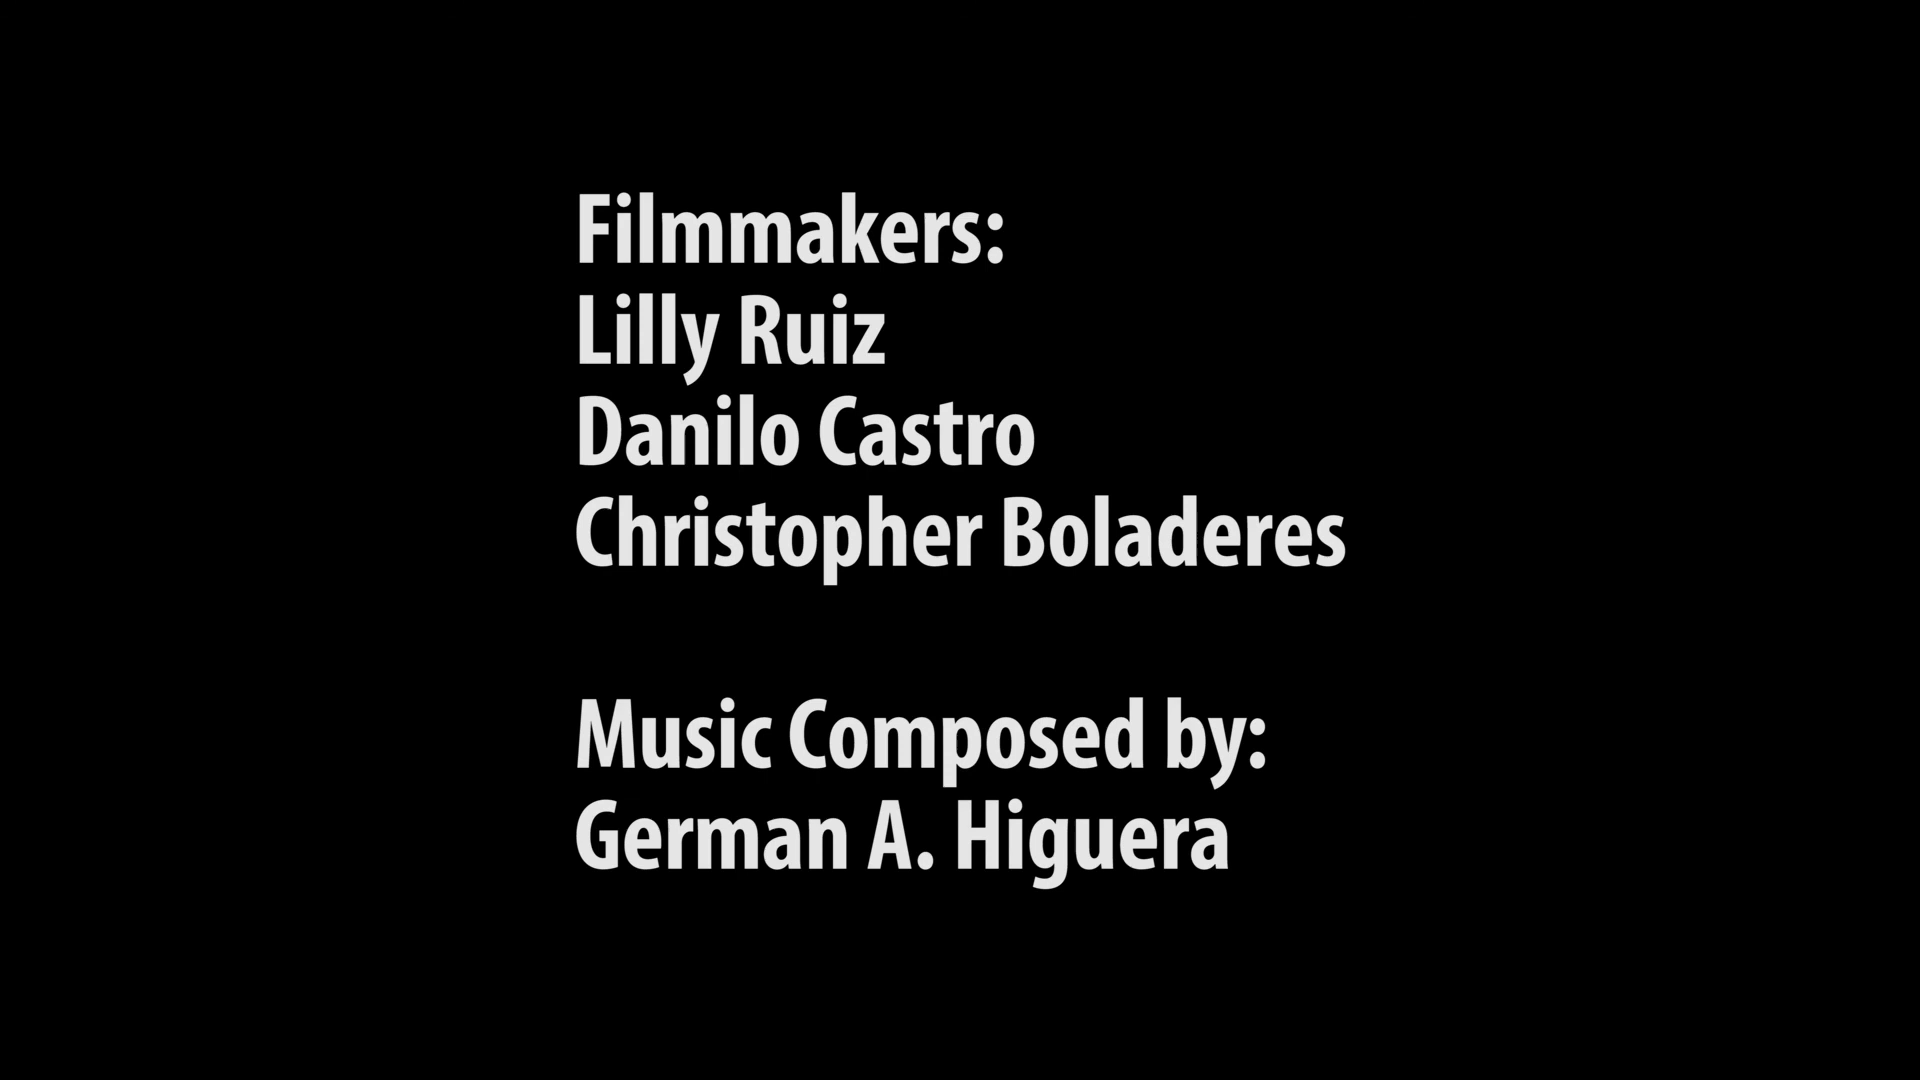 Filmmakers:
Lilly Ruiz
Danilo Castro
Christopher Boladeres
Music Composed by:
German A. Higuera